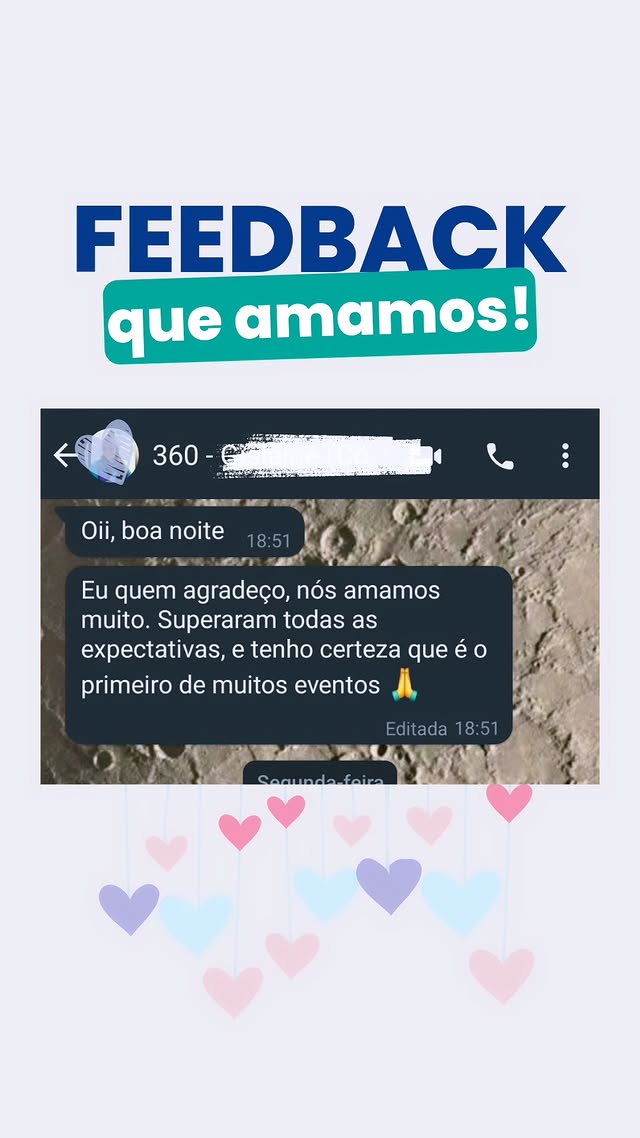 FEEDBACK
que amamos!
360 -
Oii, boa noite
18:51
Eu quem agradeço, nós amamos
muito. Superaram todas as
expectativas, e tenho certeza que é o
primeiro de muitos eventos 🙏
Editada 18:51
Segunda-feira